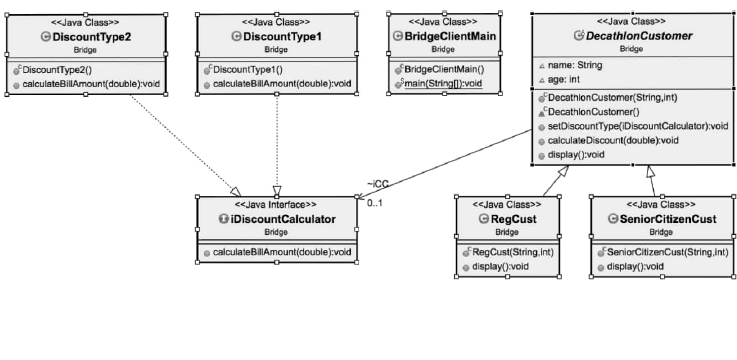 <<Java Class>>
DiscountType2
Bridge
DiscountType2()
calculateBillAmount(double):void
<<Java Class>>
DiscountType1
Bridge
DiscountType1()
calculateBillAmount(double):void
<<Java Class>>
BridgeClientMain
Bridge
BridgeClientMain()
main(String[]):void
<<Java Class>>
DecathlonCustomer
Bridge
name: String
age: int
DecathlonCustomer(String,int)
DecathlonCustomer()
setDiscountType(iDiscountCalculator):void
calculateDiscount(double):void
display():void
~iCC
0..1
<<Java Interface>>
iDiscountCalculator
Bridge
calculateBillAmount(double):void
<<Java Class>>
RegCust
Bridge
RegCust(String,int)
display():void
<<Java Class>>
SeniorCitizenCust
Bridge
SeniorCitizenCust(String,int)
display():void